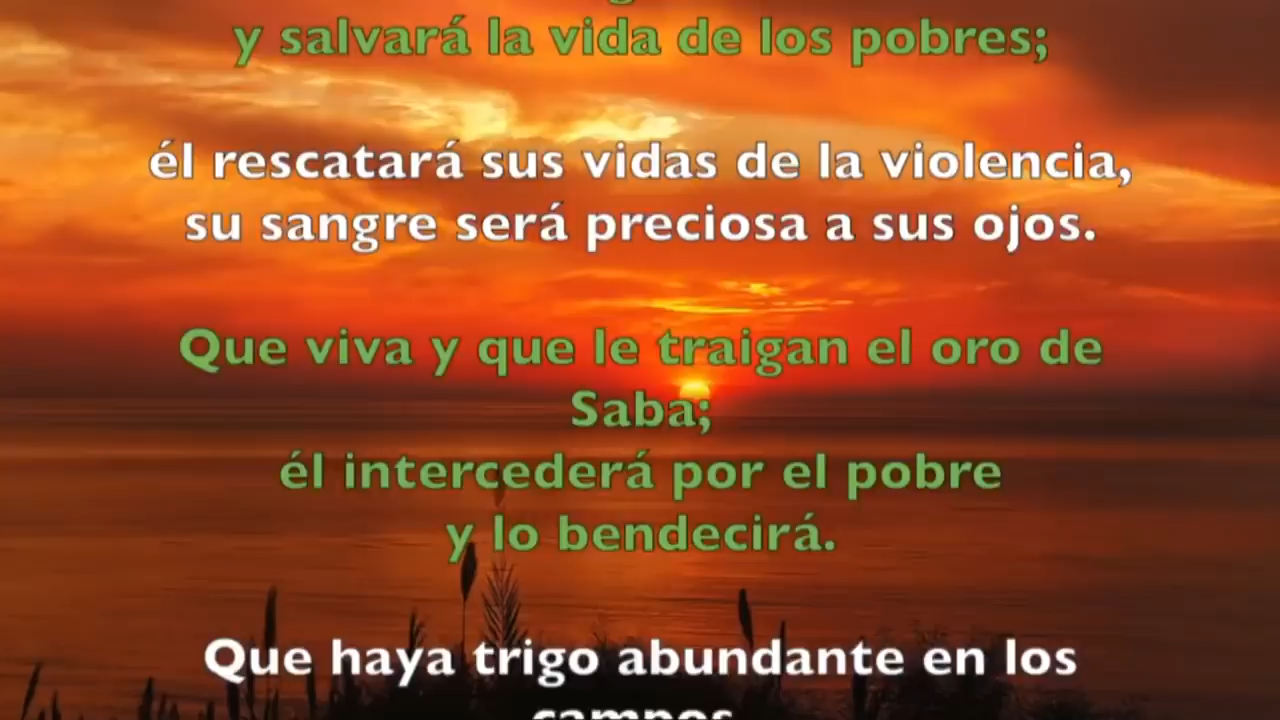 y salvará la vida de los pobres;
él rescatará sus vidas de la violencia,
su sangre será preciosa a sus ojos.
Que viva y que le traigan el oro de
Saba;
él intercederá por el pobre
y lo bendecirá.
Que haya trigo abundante en los